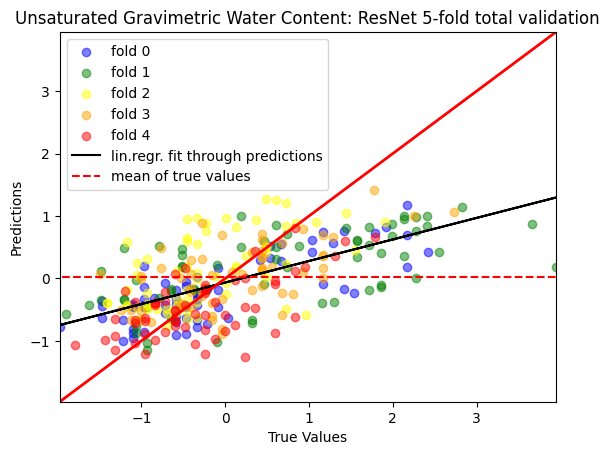 Unsaturated Gravimetric Water Content: ResNet 5-fold total validation
fold 0
fold 1
fold 2
fold 3
fold 4
lin.regr. fit through predictions
mean of true values
Predictions
3
2
1
0
−1
−1
0
1
2
3
True Values